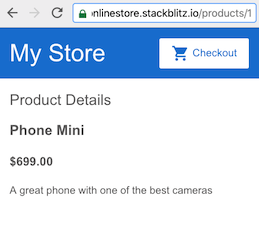 nlinestore.stackblitz.io/products/1
My Store
Checkout
Product Details
Phone Mini
$699.00
A great phone with one of the best cameras